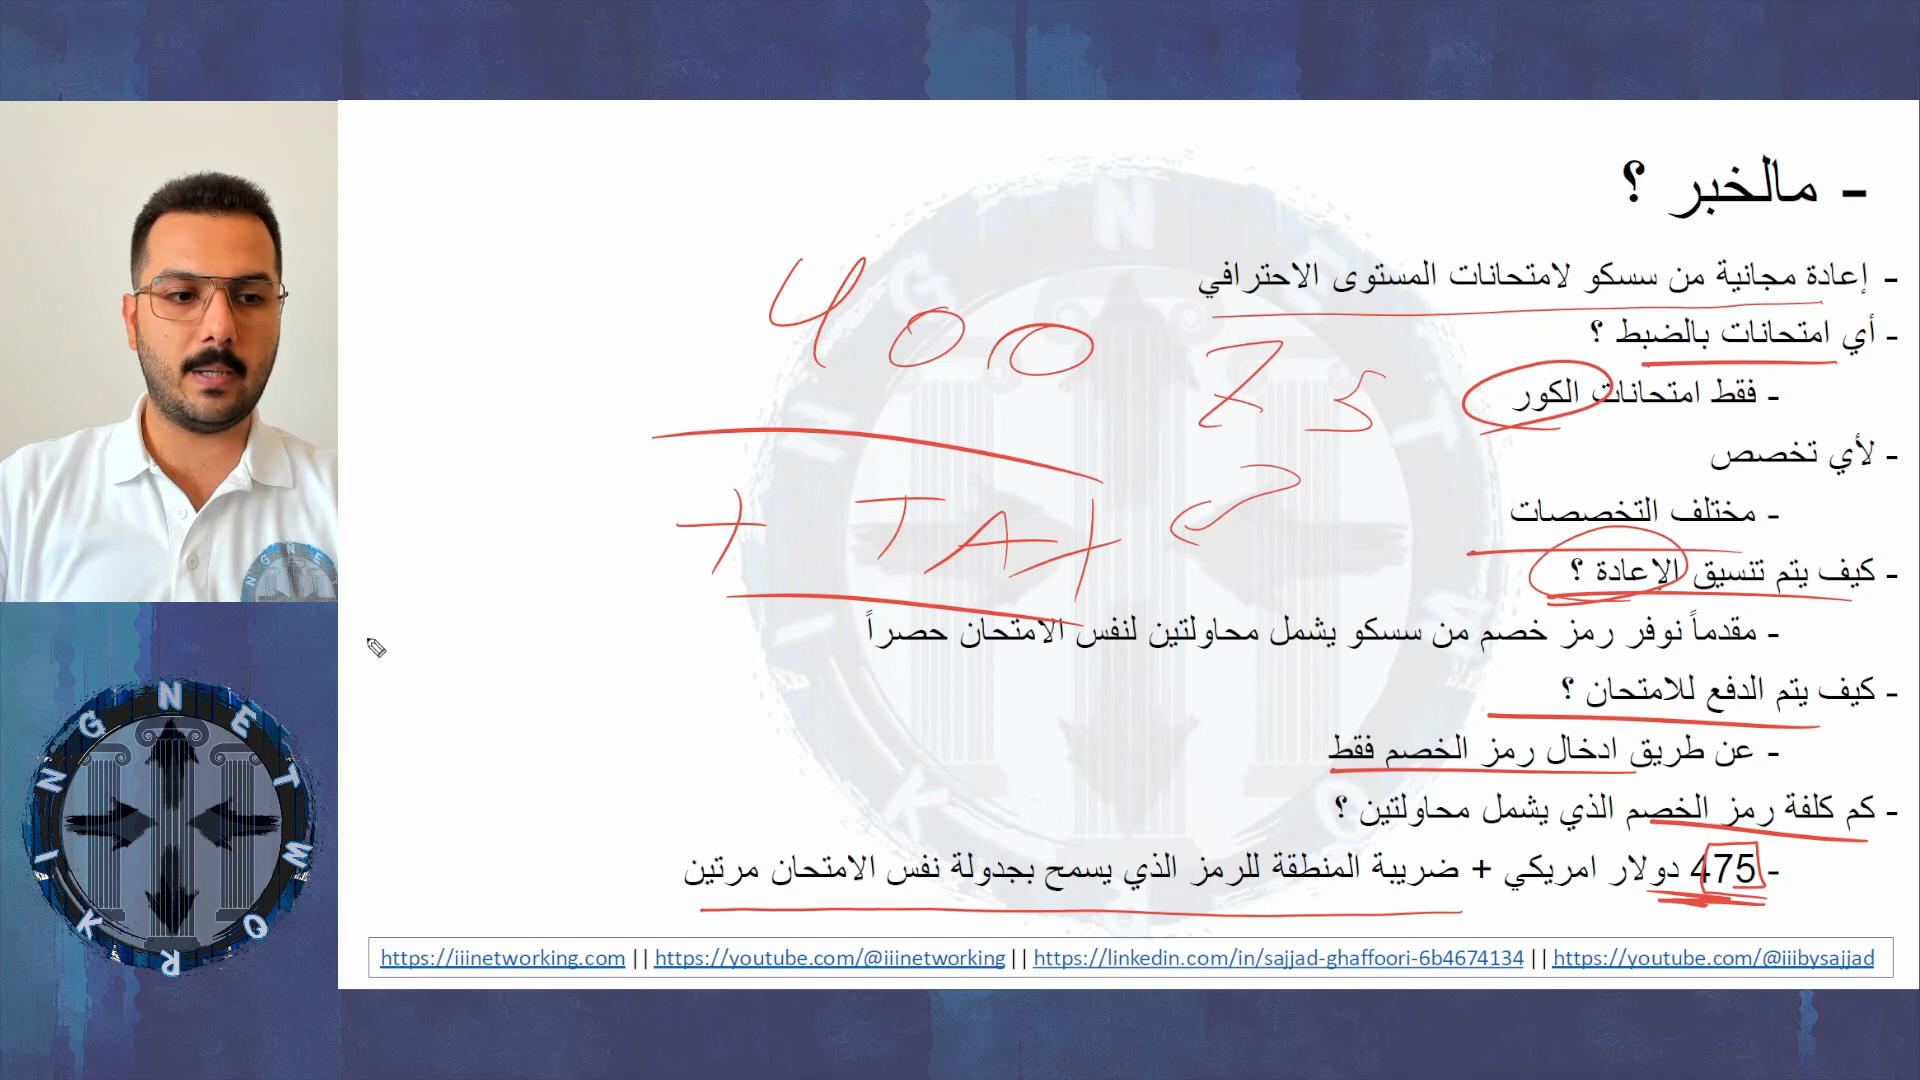 - مالخبر ؟
- إعادة مجانية من سسكو لامتحانات المستوى الاحترافي
- أي امتحانات بالضبط ؟
- فقط امتحانات الكور
- لأي تخصص
- مختلف التخصصات
- كيف يتم تنسيق الإعادة ؟
- مقدماً نوفر رمز خصم من سسكو يشمل محاولتين لنفس الامتحان حصراً
- كيف يتم الدفع للامتحان ؟
- عن طريق ادخال رمز الخصم فقط
- كم كلفة رمز الخصم الذي يشمل محاولتين ؟
- 475 دولار امريكي + ضريبة المنطقة للرمز الذي يسمح بجدولة نفس الامتحان مرتين
400
75
+ TAX
https://iiinetworking.com || https://youtube.com/@iiinetworking || https://linkedin.com/in/sajjad-ghaffoori-6b4674134 || https://youtube.com/@iiibysajjad
NETWORKING